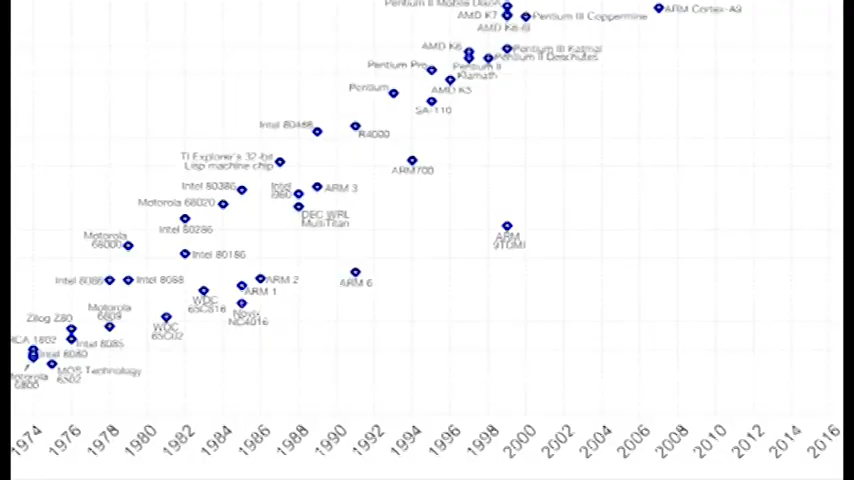 Pentium II Mobile Dixon
ARM Cortex-A9
AMD K7
Pentium III Coppermine
AMD K6-III
AMD K6
Pentium III Katmai
Pentium II Deschutes
Pentium Pro
Pentium II
Klamath
Pentium
AMD K5
SA-110
Intel 80486
R4000
TI Explorer's 32-bit
Lisp machine chip
ARM700
Intel 80386
Intel
i960
ARM 3
Motorola 68020
DEC WRL
MultiTitan
Intel 80286
ARM
9TDMI
Motorola
68000
Intel 80186
Intel 8086
Intel 8088
ARM 2
ARM 6
ARM 1
WDC
65C816
Novix
NC4016
Motorola
6809
Zilog Z80
WDC
65C02
RCA 1802
Intel 8085
Intel 8080
MOS Technology
6502
Motorola
6800
1974 1976 1978 1980 1982 1984 1986 1988 1990 1992 1994 1996 1998 2000 2002 2004 2006 2008 2010 2012 2014 2016